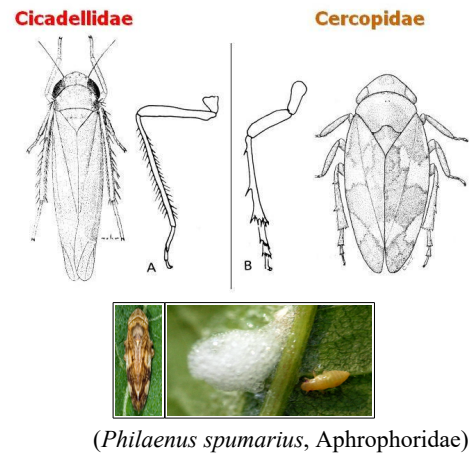 Cicadellidae
Cercopidae
A
B
(Philaenus spumarius, Aphrophoridae)